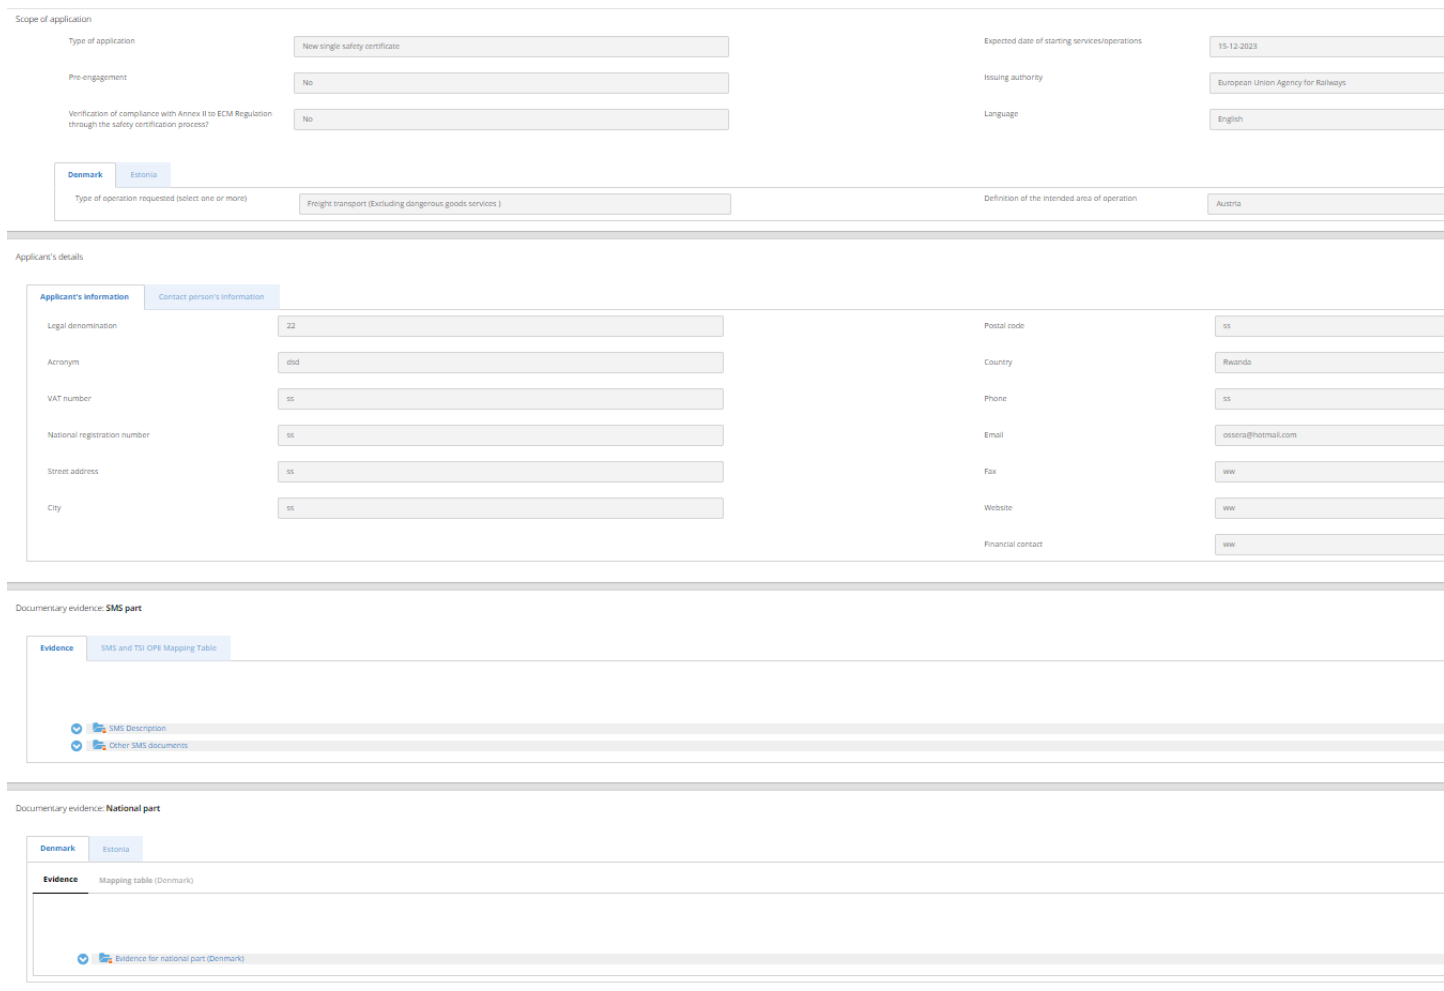 Scope of application
Type of application
New single safety certificate
Expected date of starting services/operations
15-12-2023
Pre-engagement
No
Issuing authority
European Union Agency for Railways
Verification of compliance with Annex II to ECM Regulation
through the safety certification process?
No
Language
English
Denmark
Estonia
Type of operation requested (select one or more)
Freight transport (Excluding dangerous goods services )
Definition of the intended area of operation
Austria
Applicant's details
Applicant's information
Contact person's information
Legal denomination
22
Postal code
ss
Acronym
dsd
Country
Rwanda
VAT number
ss
Phone
ss
National registration number
ss
Email
ossera@hotmail.com
Street address
ss
Fax
ww
City
ss
Website
ww
Financial contact
ww
Documentary evidence: SMS part
Evidence
SMS and TSI OPE Mapping Table
SMS Description
Other SMS documents
Documentary evidence: National part
Denmark
Estonia
Evidence
Mapping table (Denmark)
Evidence for national part (Denmark)